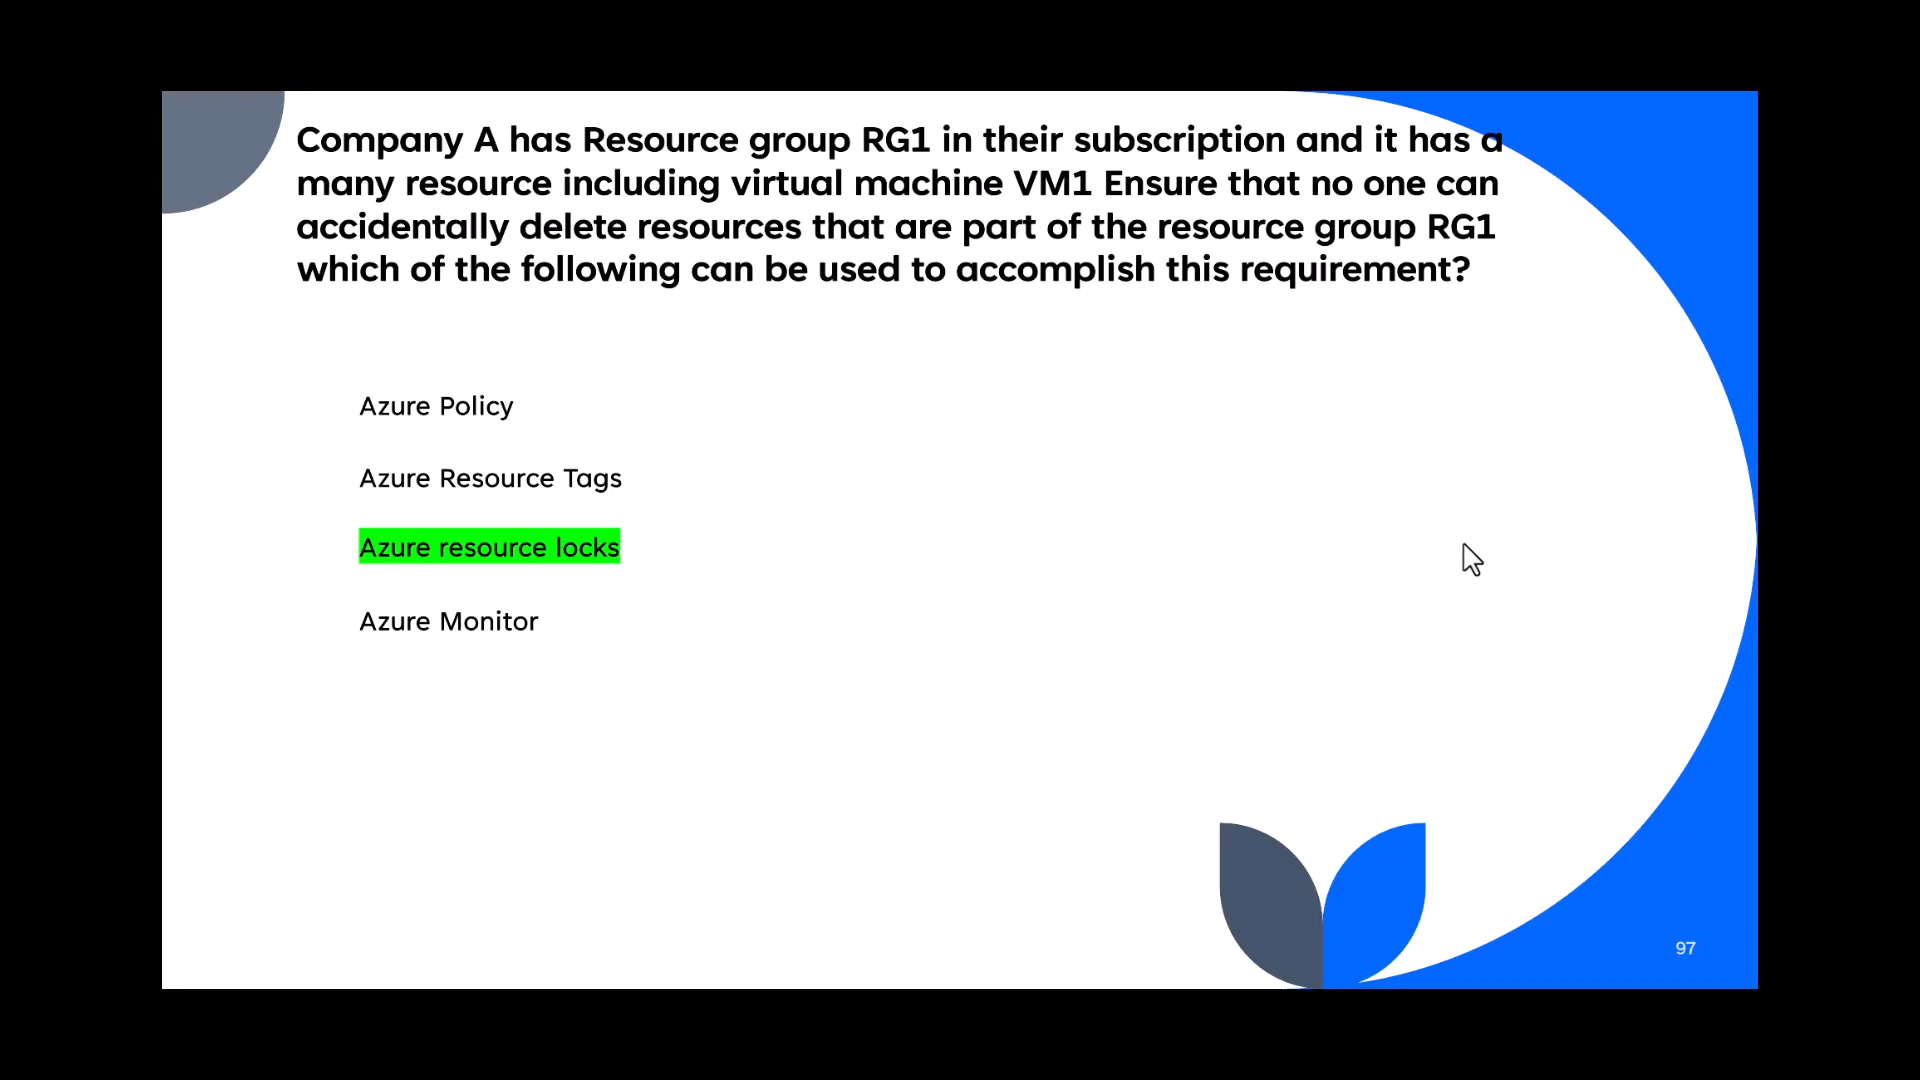 Company A has Resource group RG1 in their subscription and it has a
many resource including virtual machine VM1 Ensure that no one can
accidentally delete resources that are part of the resource group RG1
which of the following can be used to accomplish this requirement?
Azure Policy
Azure Resource Tags
Azure resource locks
Azure Monitor
97